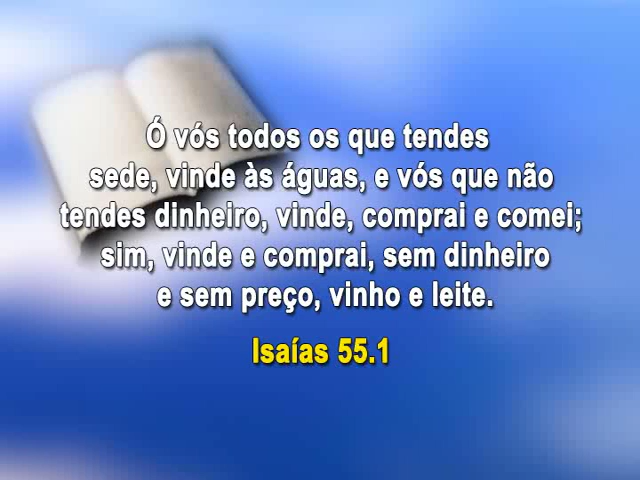 Ó vós todos os que tendes
sede, vinde às águas, e vós que não
tendes dinheiro, vinde, comprai e comei;
sim, vinde e comprai, sem dinheiro
e sem preço, vinho e leite.
Isaías 55.1